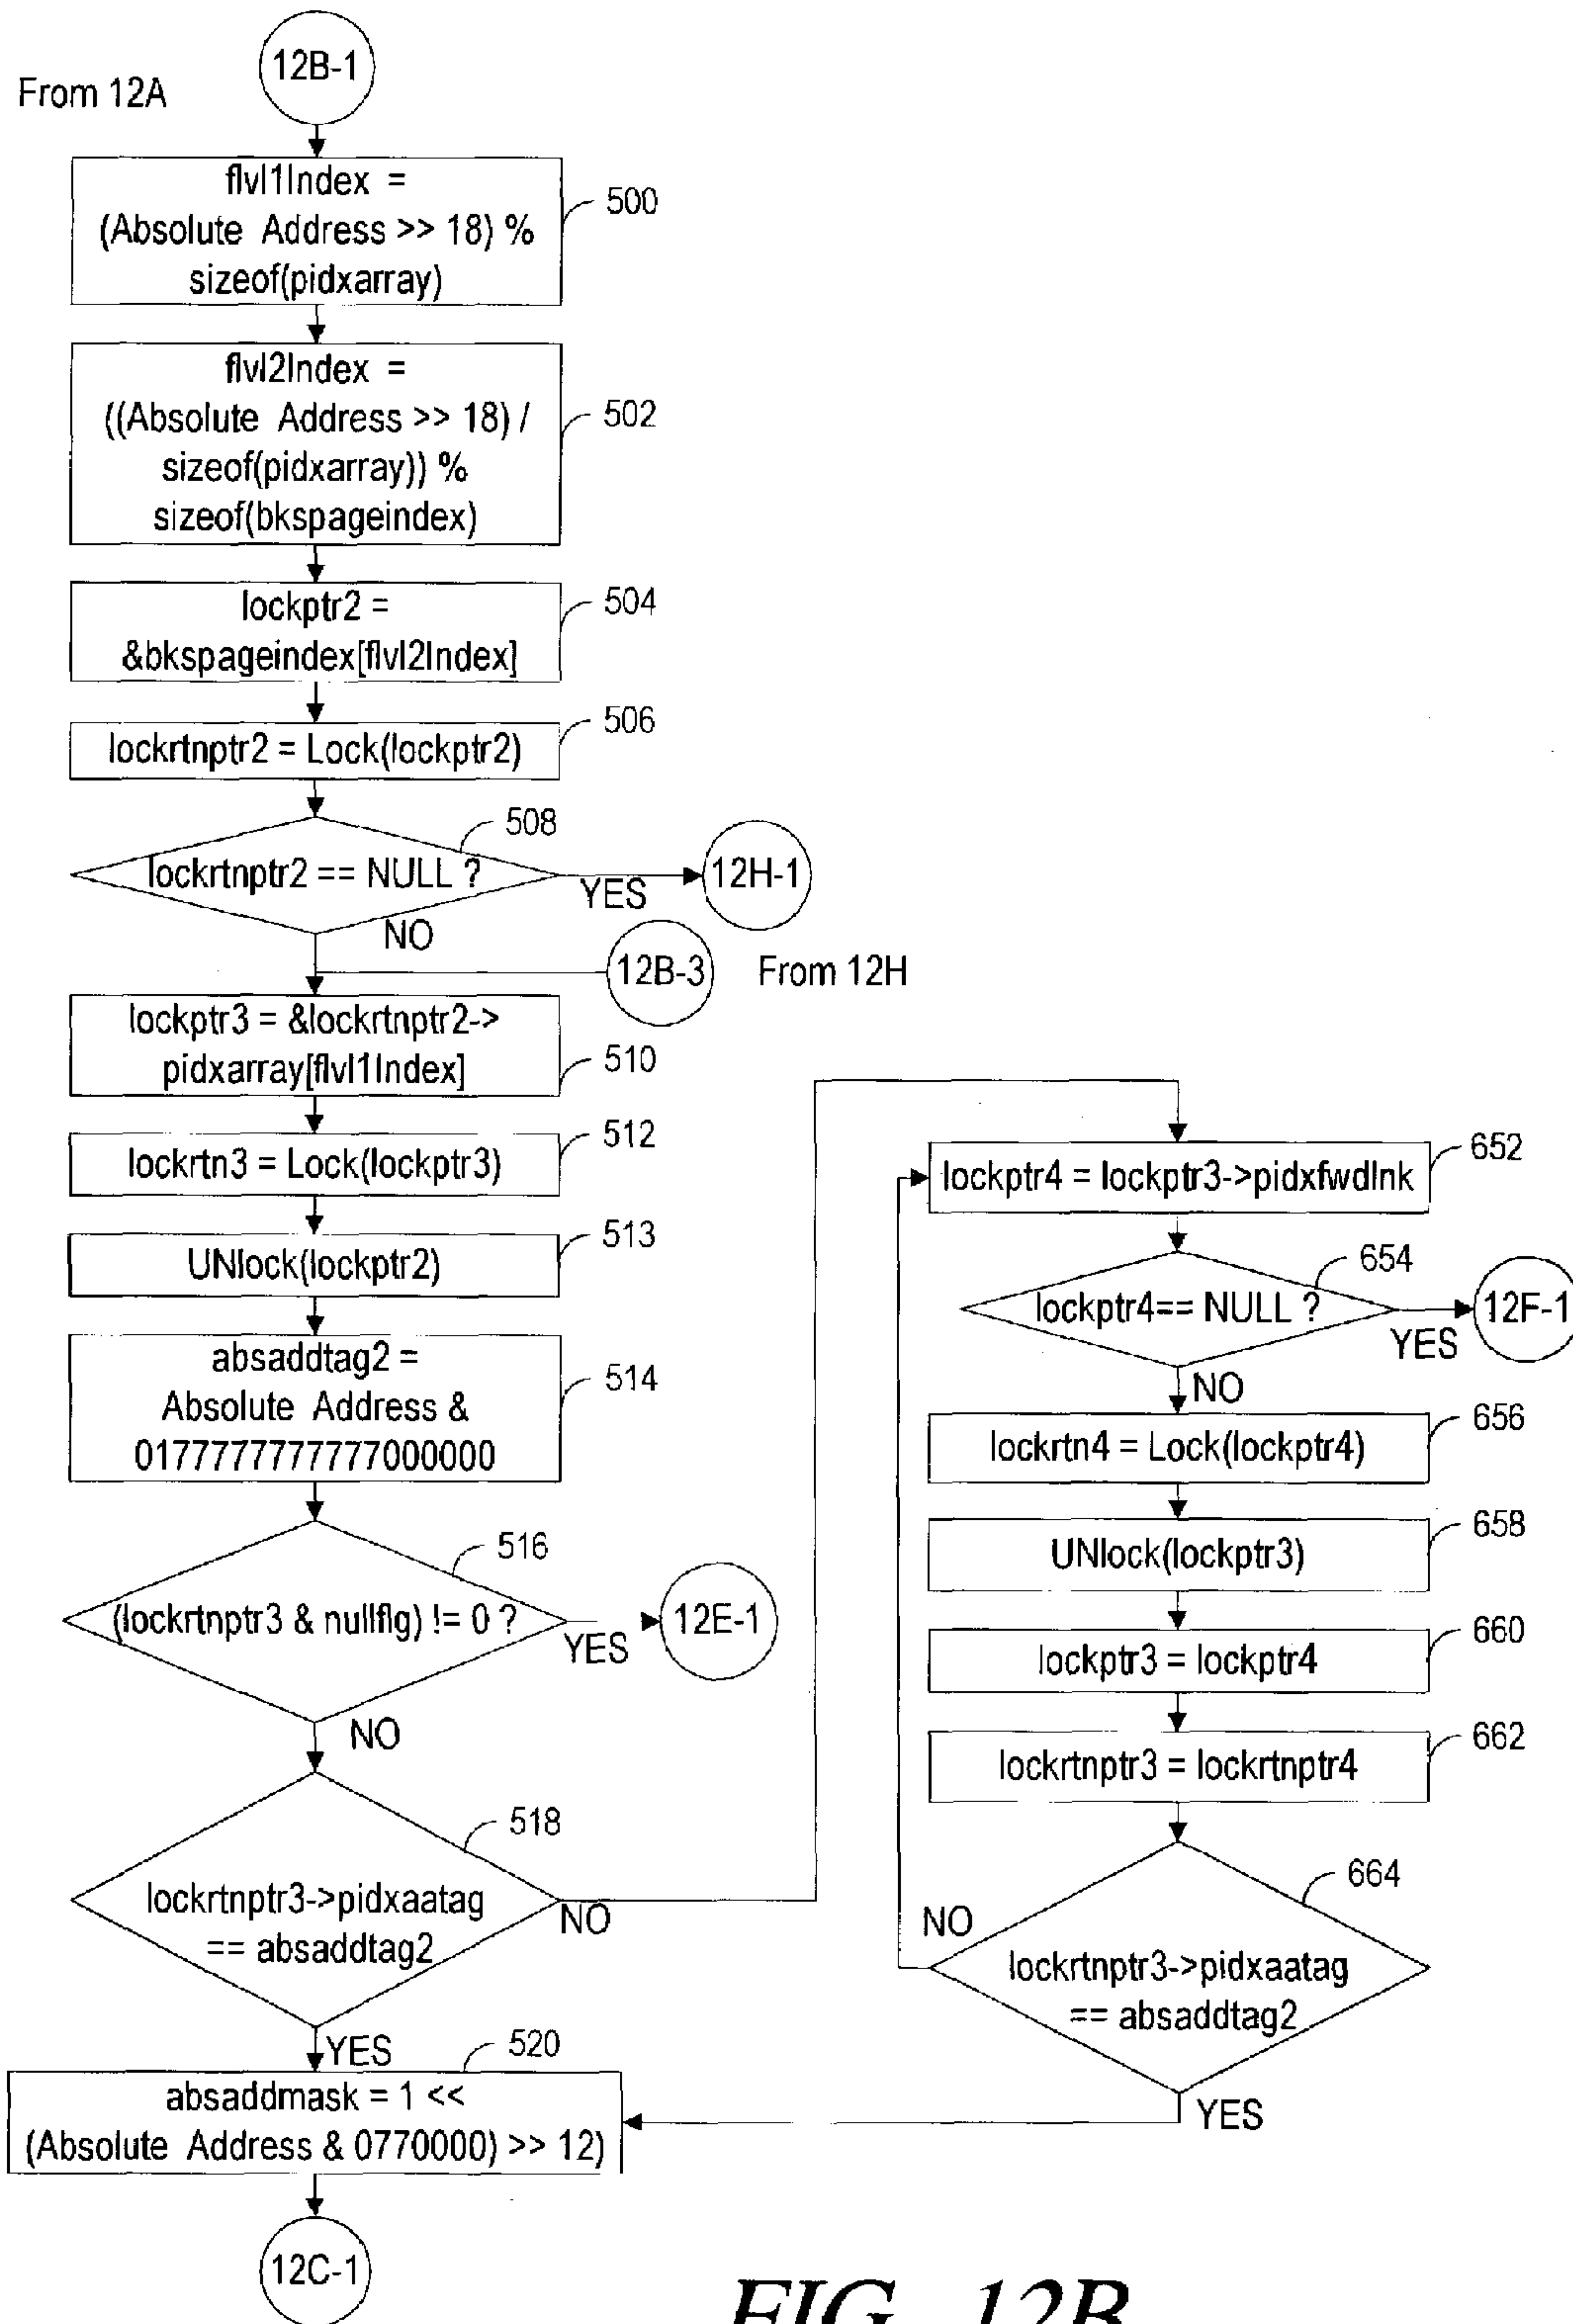 12B-1
From 12A
flvl1Index =
(Absolute Address >> 18) %
sizeof(pidxarray)
500
flvl2Index =
((Absolute Address >> 18) /
sizeof(pidxarray)) %
sizeof(bkspageindex)
502
lockptr2 =
&bkspageindex[flvl2Index]
504
lockrtnptr2 = Lock(lockptr2)
506
lockrtnptr2 == NULL ?
508
YES
12H-1
NO
12B-3
From 12H
lockptr3 = &lockrtnptr2->
pidxarray[flvl1Index]
510
lockrtn3 = Lock(lockptr3)
512
UNlock(lockptr2)
513
absaddtag2 =
Absolute Address &
0177777777777000000
514
(lockrtnptr3 & nullflg) != 0 ?
516
YES
12E-1
NO
lockrtnptr3->pidxaatag
== absaddtag2
518
NO
YES
absaddmask = 1 <<
(Absolute Address & 0770000) >> 12)
520
12C-1
lockptr4 = lockptr3->pidxfwdlnk
652
lockptr4== NULL ?
654
YES
12F-1
NO
lockrtn4 = Lock(lockptr4)
656
UNlock(lockptr3)
658
lockptr3 = lockptr4
660
lockrtnptr3 = lockrtnptr4
662
lockrtnptr3->pidxaatag
== absaddtag2
664
NO
YES
FIG. 12B